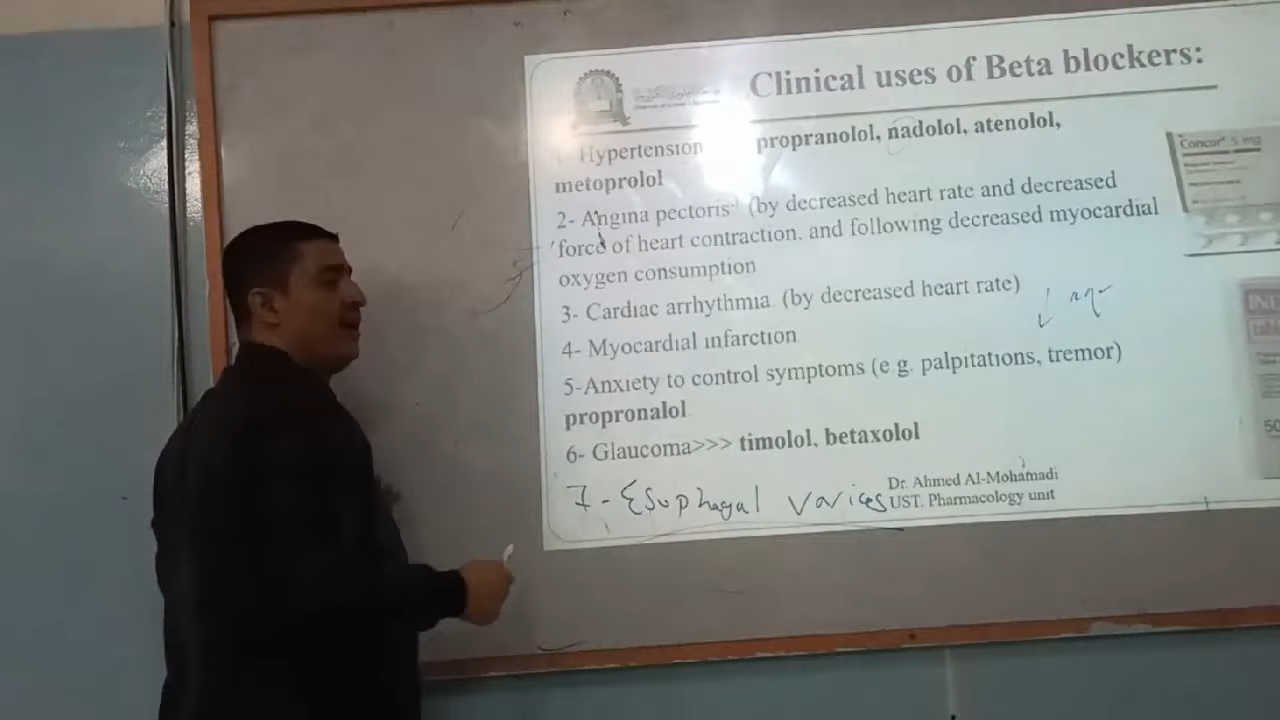 Clinical uses of Beta blockers:
Hypertension propranolol, nadolol, atenolol,
metoprolol
2- Angina pectoris (by decreased heart rate and decreased
force of heart contraction. and following decreased myocardial
oxygen consumption
3- Cardiac arrhythmia (by decreased heart rate)
4- Myocardial infarction
5-Anxiety to control symptoms (e.g. palpitations, tremor)
propronalol
6- Glaucoma>>> timolol, betaxolol
7- Esophagal varices
Dr. Ahmed Al-Mohamadi
UST. Pharmacology unit
Concor 5 mg
50